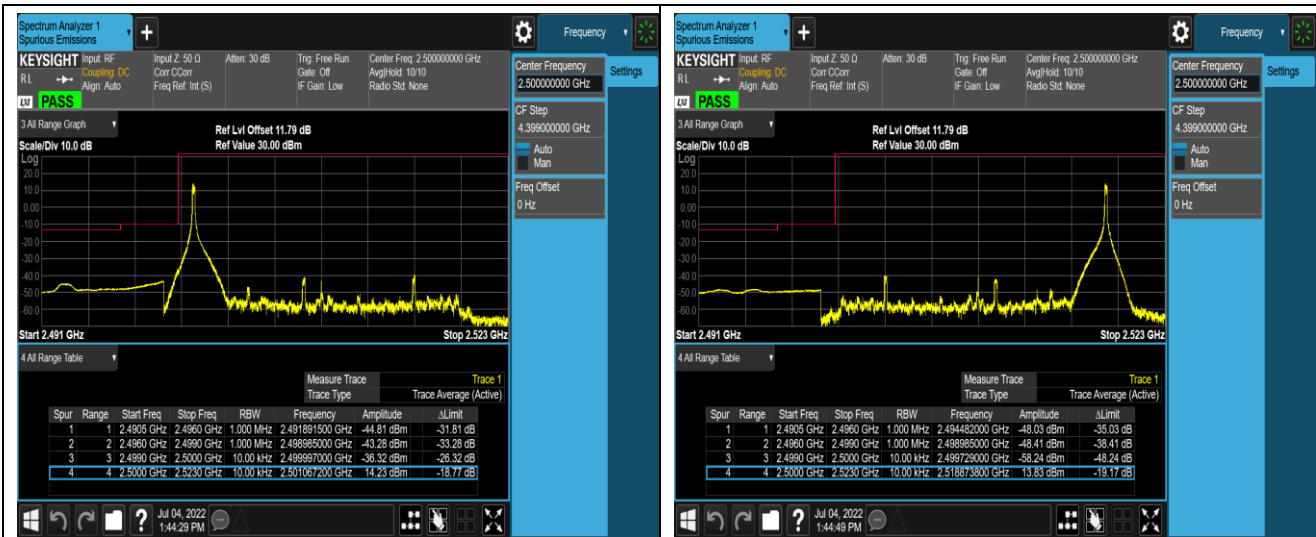 Spectrum Analyzer 1
Spurious Emissions
Frequency
KEYSIGHT Input: RF Input Z: 50 Ω Atten: 30 dB Trig: Free Run Center Freq: 2.500000000 GHz
RL Coupling: DC Corr CCorr Gate: Off Avg|Hold: 10/10
Align: Auto Freq Ref: Int (S) IF Gain: Low Radio Std: None
LXI PASS
Center Frequency
2.500000000 GHz
Settings
CF Step
4.399000000 GHz
Auto
Man
Freq Offset
0 Hz
3 All Range Graph
Ref Lvl Offset 11.79 dB
Scale/Div 10.0 dB Ref Value 30.00 dBm
Log
20.0
10.0
0.00
-10.0
-20.0
-30.0
-40.0
-50.0
-60.0
Start 2.491 GHz Stop 2.523 GHz
4 All Range Table
Measure Trace Trace 1
Trace Type Trace Average (Active)
Spur Range Start Freq Stop Freq RBW Frequency Amplitude ΔLimit
1 1 2.4905 GHz 2.4960 GHz 1.000 MHz 2.491891500 GHz -44.81 dBm -31.81 dB
2 2 2.4960 GHz 2.4990 GHz 1.000 MHz 2.498985000 GHz -43.28 dBm -33.28 dB
3 3 2.4990 GHz 2.5000 GHz 10.00 kHz 2.499997000 GHz -36.32 dBm -26.32 dB
4 4 2.5000 GHz 2.5230 GHz 10.00 kHz 2.501067200 GHz 14.23 dBm -18.77 dB
?
Jul 04, 2022
1:44:29 PM
Spectrum Analyzer 1
Spurious Emissions
Frequency
KEYSIGHT Input: RF Input Z: 50 Ω Atten: 30 dB Trig: Free Run Center Freq: 2.500000000 GHz
RL Coupling: DC Corr CCorr Gate: Off Avg|Hold: 10/10
Align: Auto Freq Ref: Int (S) IF Gain: Low Radio Std: None
LXI PASS
Center Frequency
2.500000000 GHz
Settings
CF Step
4.399000000 GHz
Auto
Man
Freq Offset
0 Hz
3 All Range Graph
Ref Lvl Offset 11.79 dB
Scale/Div 10.0 dB Ref Value 30.00 dBm
Log
20.0
10.0
0.00
-10.0
-20.0
-30.0
-40.0
-50.0
-60.0
Start 2.491 GHz Stop 2.523 GHz
4 All Range Table
Measure Trace Trace 1
Trace Type Trace Average (Active)
Spur Range Start Freq Stop Freq RBW Frequency Amplitude ΔLimit
1 1 2.4905 GHz 2.4960 GHz 1.000 MHz 2.494482000 GHz -48.03 dBm -35.03 dB
2 2 2.4960 GHz 2.4990 GHz 1.000 MHz 2.498985000 GHz -48.41 dBm -38.41 dB
3 3 2.4990 GHz 2.5000 GHz 10.00 kHz 2.499729000 GHz -58.24 dBm -48.24 dB
4 4 2.5000 GHz 2.5230 GHz 10.00 kHz 2.518873800 GHz 13.83 dBm -19.17 dB
?
Jul 04, 2022
1:44:49 PM